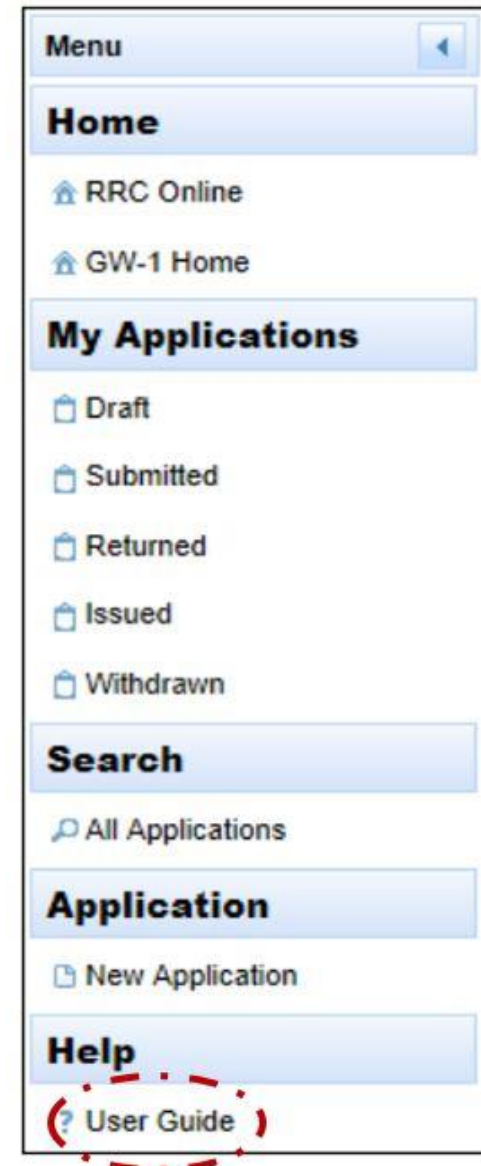 Menu
Home
RRC Online
GW-1 Home
My Applications
Draft
Submitted
Returned
Issued
Withdrawn
Search
All Applications
Application
New Application
Help
? User Guide